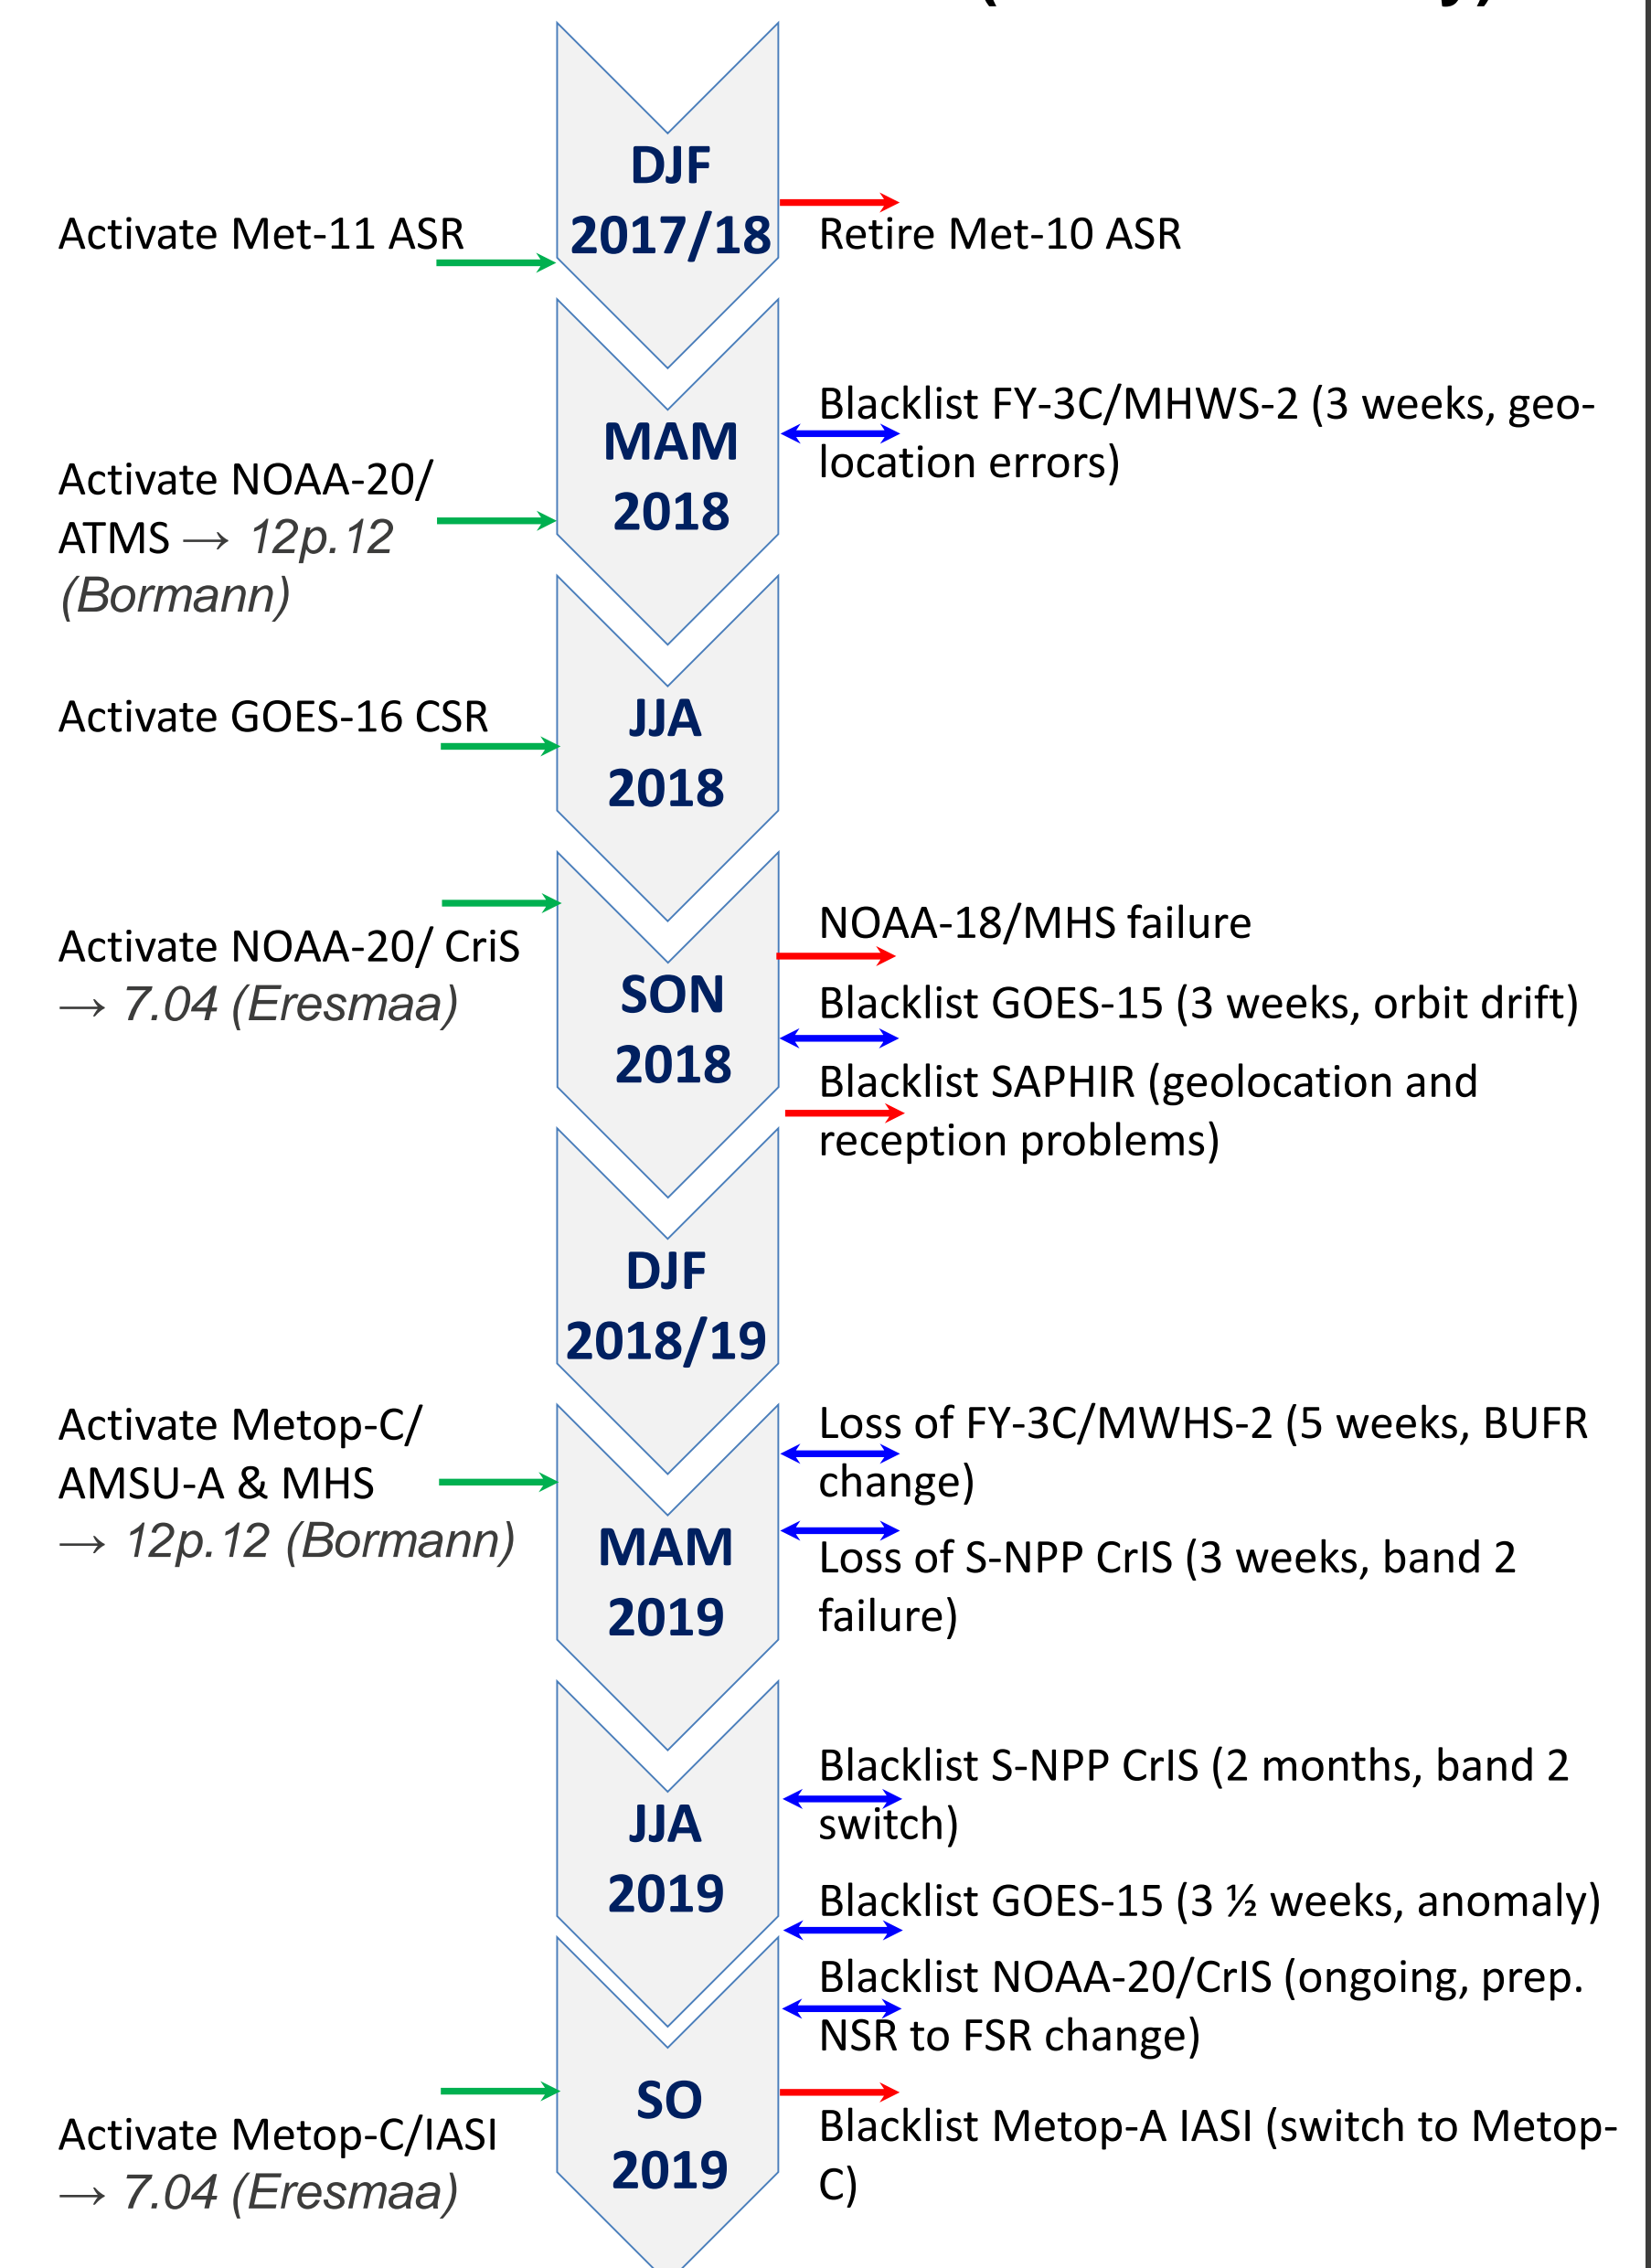 DJF
2017/18
Activate Met-11 ASR
Retire Met-10 ASR
MAM
2018
Blacklist FY-3C/MHWS-2 (3 weeks, geo-
location errors)
Activate NOAA-20/
ATMS → 12p.12
(Bormann)
JJA
2018
Activate GOES-16 CSR
SON
2018
Activate NOAA-20/ CriS
→ 7.04 (Eresmaa)
NOAA-18/MHS failure
Blacklist GOES-15 (3 weeks, orbit drift)
Blacklist SAPHIR (geolocation and
reception problems)
DJF
2018/19
MAM
2019
Activate Metop-C/
AMSU-A & MHS
→ 12p.12 (Bormann)
Loss of FY-3C/MWHS-2 (5 weeks, BUFR
change)
Loss of S-NPP CrIS (3 weeks, band 2
failure)
JJA
2019
Blacklist S-NPP CrIS (2 months, band 2
switch)
Blacklist GOES-15 (3 ½ weeks, anomaly)
Blacklist NOAA-20/CrIS (ongoing, prep.
NSR to FSR change)
SO
2019
Activate Metop-C/IASI
→ 7.04 (Eresmaa)
Blacklist Metop-A IASI (switch to Metop-
C)